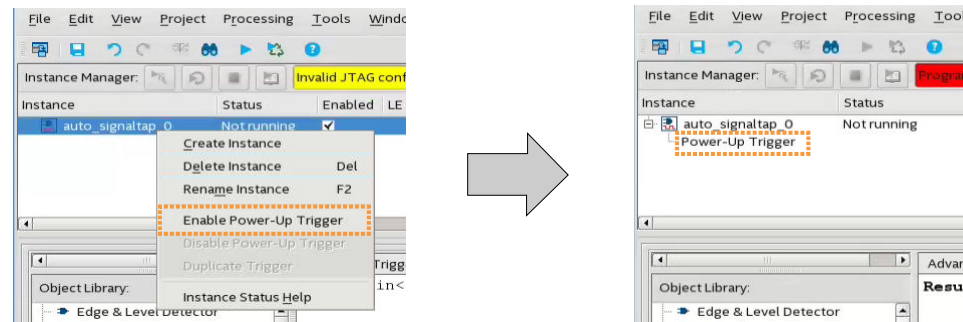 File Edit View Project Processing Tools
Instance Manager: Invalid JTAG conf
Instance Status Enabled LE
auto_signaltap_0 Not running
Create Instance
Delete Instance Del
Rename Instance F2
Enable Power-Up Trigger
Disable Power-Up Trigger
Duplicate Trigger
Instance Status Help
Trigg
in<
Object Library:
Edge & Level Detector
File Edit View Project Processing
Instance Manager:
Instance Status
auto_signaltap_0 Not running
Power-Up Trigger
Advan
Resu
Object Library:
Edge & Level Detector